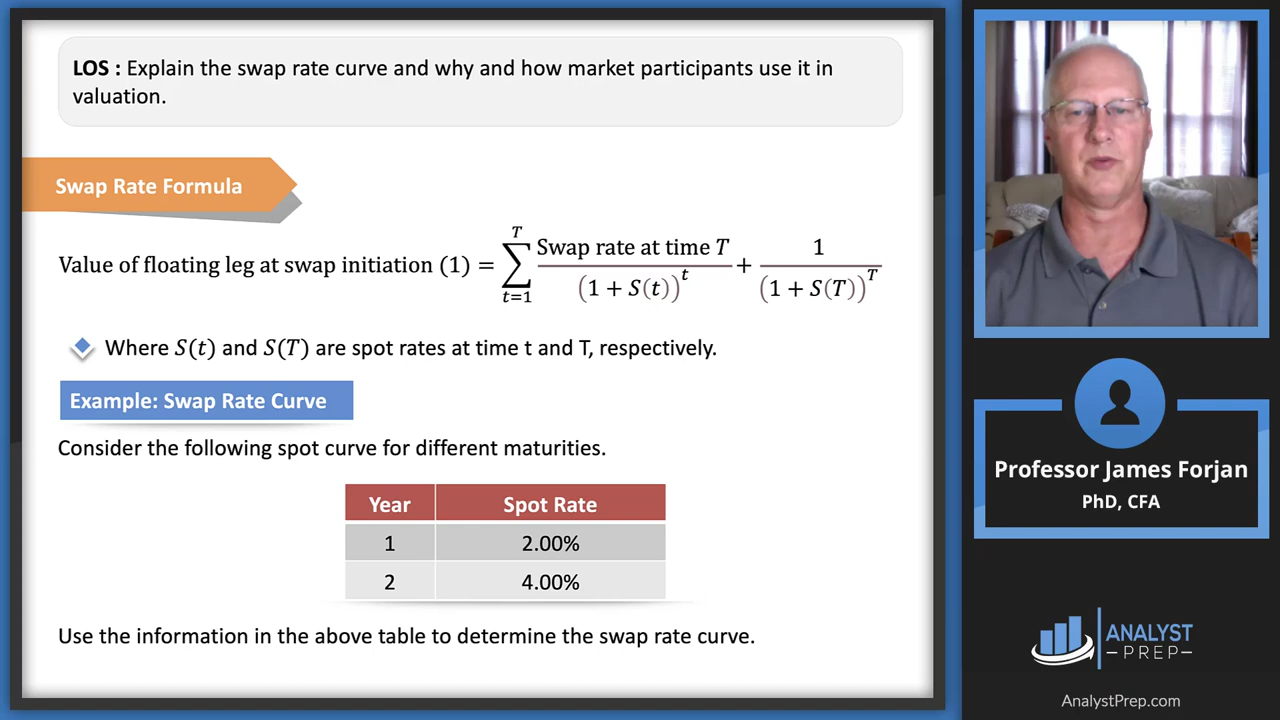 LOS : Explain the swap rate curve and why and how market participants use it in
valuation.
Swap Rate Formula
Value of floating leg at swap initiation (1) = ∑_{t=1}^{T} Swap rate at time T / (1 + S(t))^t + 1 / (1 + S(T))^T
Where S(t) and S(T) are spot rates at time t and T, respectively.
Example: Swap Rate Curve
Consider the following spot curve for different maturities.
Year Spot Rate
1 2.00%
2 4.00%
Use the information in the above table to determine the swap rate curve.
Professor James Forjan
PhD, CFA
ANALYST
PREP
AnalystPrep.com